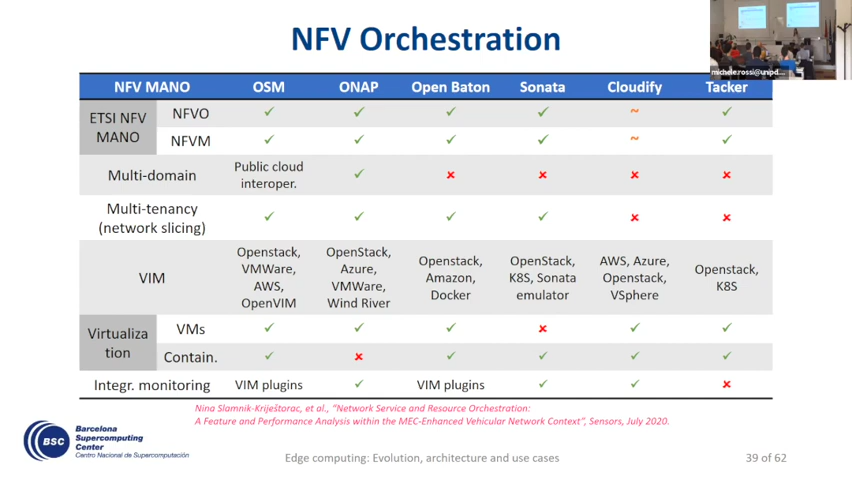 NFV Orchestration
michele.rossi@unipd....
NFV MANO OSM ONAP Open Baton Sonata Cloudify Tacker
ETSI NFV
MANO
NFVO ✓ ✓ ✓ ✓ ~ ✓
NFVM ✓ ✓ ✓ ✓ ~ ✓
Multi-domain Public cloud
interoper. ✓ ✘ ✘ ✘ ✘
Multi-tenancy
(network slicing) ✓ ✓ ✓ ✓ ✘ ✘
VIM
Openstack,
VMWare,
AWS,
OpenVIM
OpenStack,
Azure,
VMWare,
Wind River
Openstack,
Amazon,
Docker
OpenStack,
K8S, Sonata
emulator
AWS, Azure,
Openstack,
VSphere
Openstack,
K8S
Virtualiza
tion
VMs ✓ ✓ ✓ ✘ ✓ ✓
Contain. ✓ ✘ ✓ ✓ ✓ ✓
Integr. monitoring VIM plugins ✓ VIM plugins ✓ ✓ ✘
Nina Slamnik-Kriještorac, et al., "Network Service and Resource Orchestration:
A Feature and Performance Analysis within the MEC-Enhanced Vehicular Network Context", Sensors, July 2020.
BSC
Barcelona
Supercomputing
Center
Centro Nacional de Supercomputación
Edge computing: Evolution, architecture and use cases
39 of 62